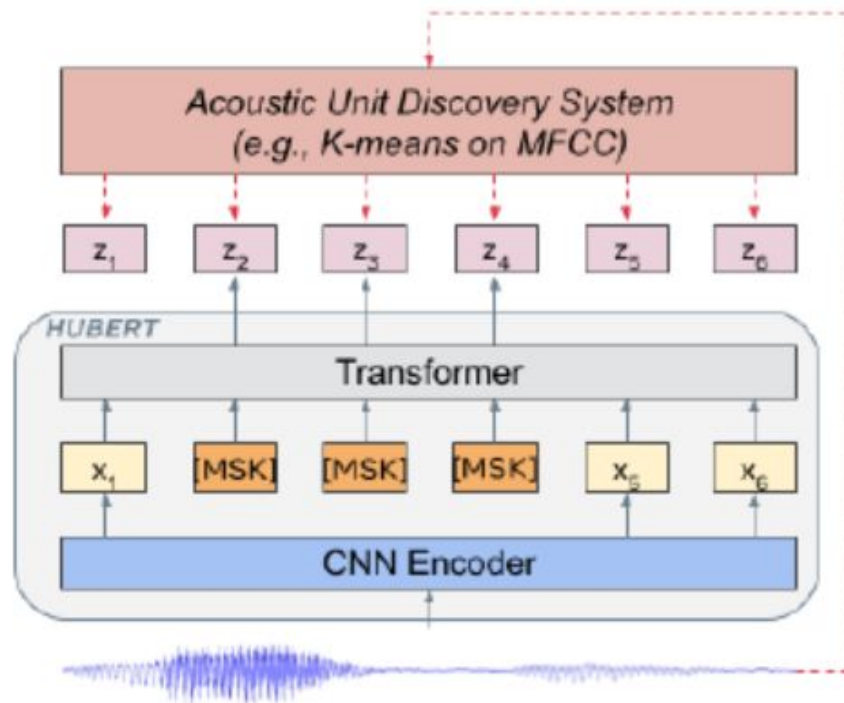 Acoustic Unit Discovery System
(e.g., K-means on MFCC)
z₁ z₂ z₃ z₄ z₅ z₆
HUBERT
Transformer
x₁ [MSK] [MSK] [MSK] x₅ x₆
CNN Encoder